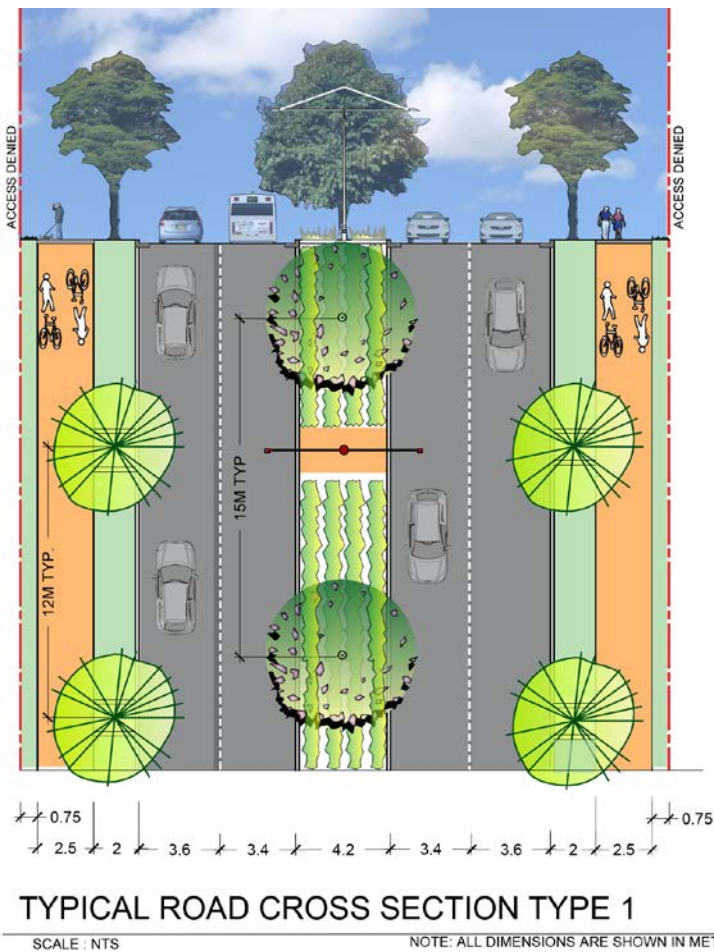 ACCESS DENIED
ACCESS DENIED
15M TYP
12M TYP.
0.75
0.75
2.5 2 3.6 3.4 4.2 3.4 3.6 2 2.5
TYPICAL ROAD CROSS SECTION TYPE 1
SCALE : NTS
NOTE: ALL DIMENSIONS ARE SHOWN IN MET